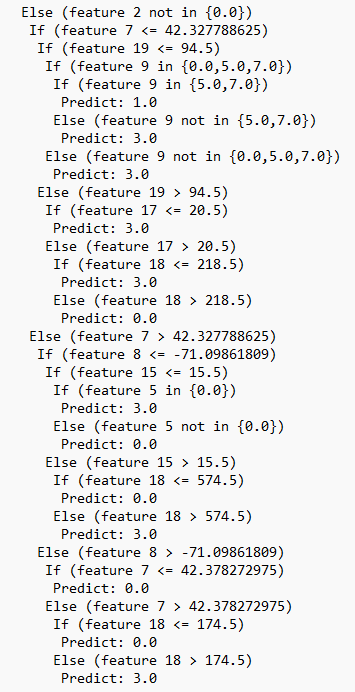 Else (feature 2 not in {0.0})
If (feature 7 <= 42.327788625)
If (feature 19 <= 94.5)
If (feature 9 in {0.0,5.0,7.0})
If (feature 9 in {5.0,7.0})
Predict: 1.0
Else (feature 9 not in {5.0,7.0})
Predict: 3.0
Else (feature 9 not in {0.0,5.0,7.0})
Predict: 3.0
Else (feature 19 > 94.5)
If (feature 17 <= 20.5)
Predict: 3.0
Else (feature 17 > 20.5)
If (feature 18 <= 218.5)
Predict: 3.0
Else (feature 18 > 218.5)
Predict: 0.0
Else (feature 7 > 42.327788625)
If (feature 8 <= -71.09861809)
If (feature 15 <= 15.5)
If (feature 5 in {0.0})
Predict: 3.0
Else (feature 5 not in {0.0})
Predict: 0.0
Else (feature 15 > 15.5)
If (feature 18 <= 574.5)
Predict: 0.0
Else (feature 18 > 574.5)
Predict: 3.0
Else (feature 8 > -71.09861809)
If (feature 7 <= 42.378272975)
Predict: 0.0
Else (feature 7 > 42.378272975)
If (feature 18 <= 174.5)
Predict: 0.0
Else (feature 18 > 174.5)
Predict: 3.0